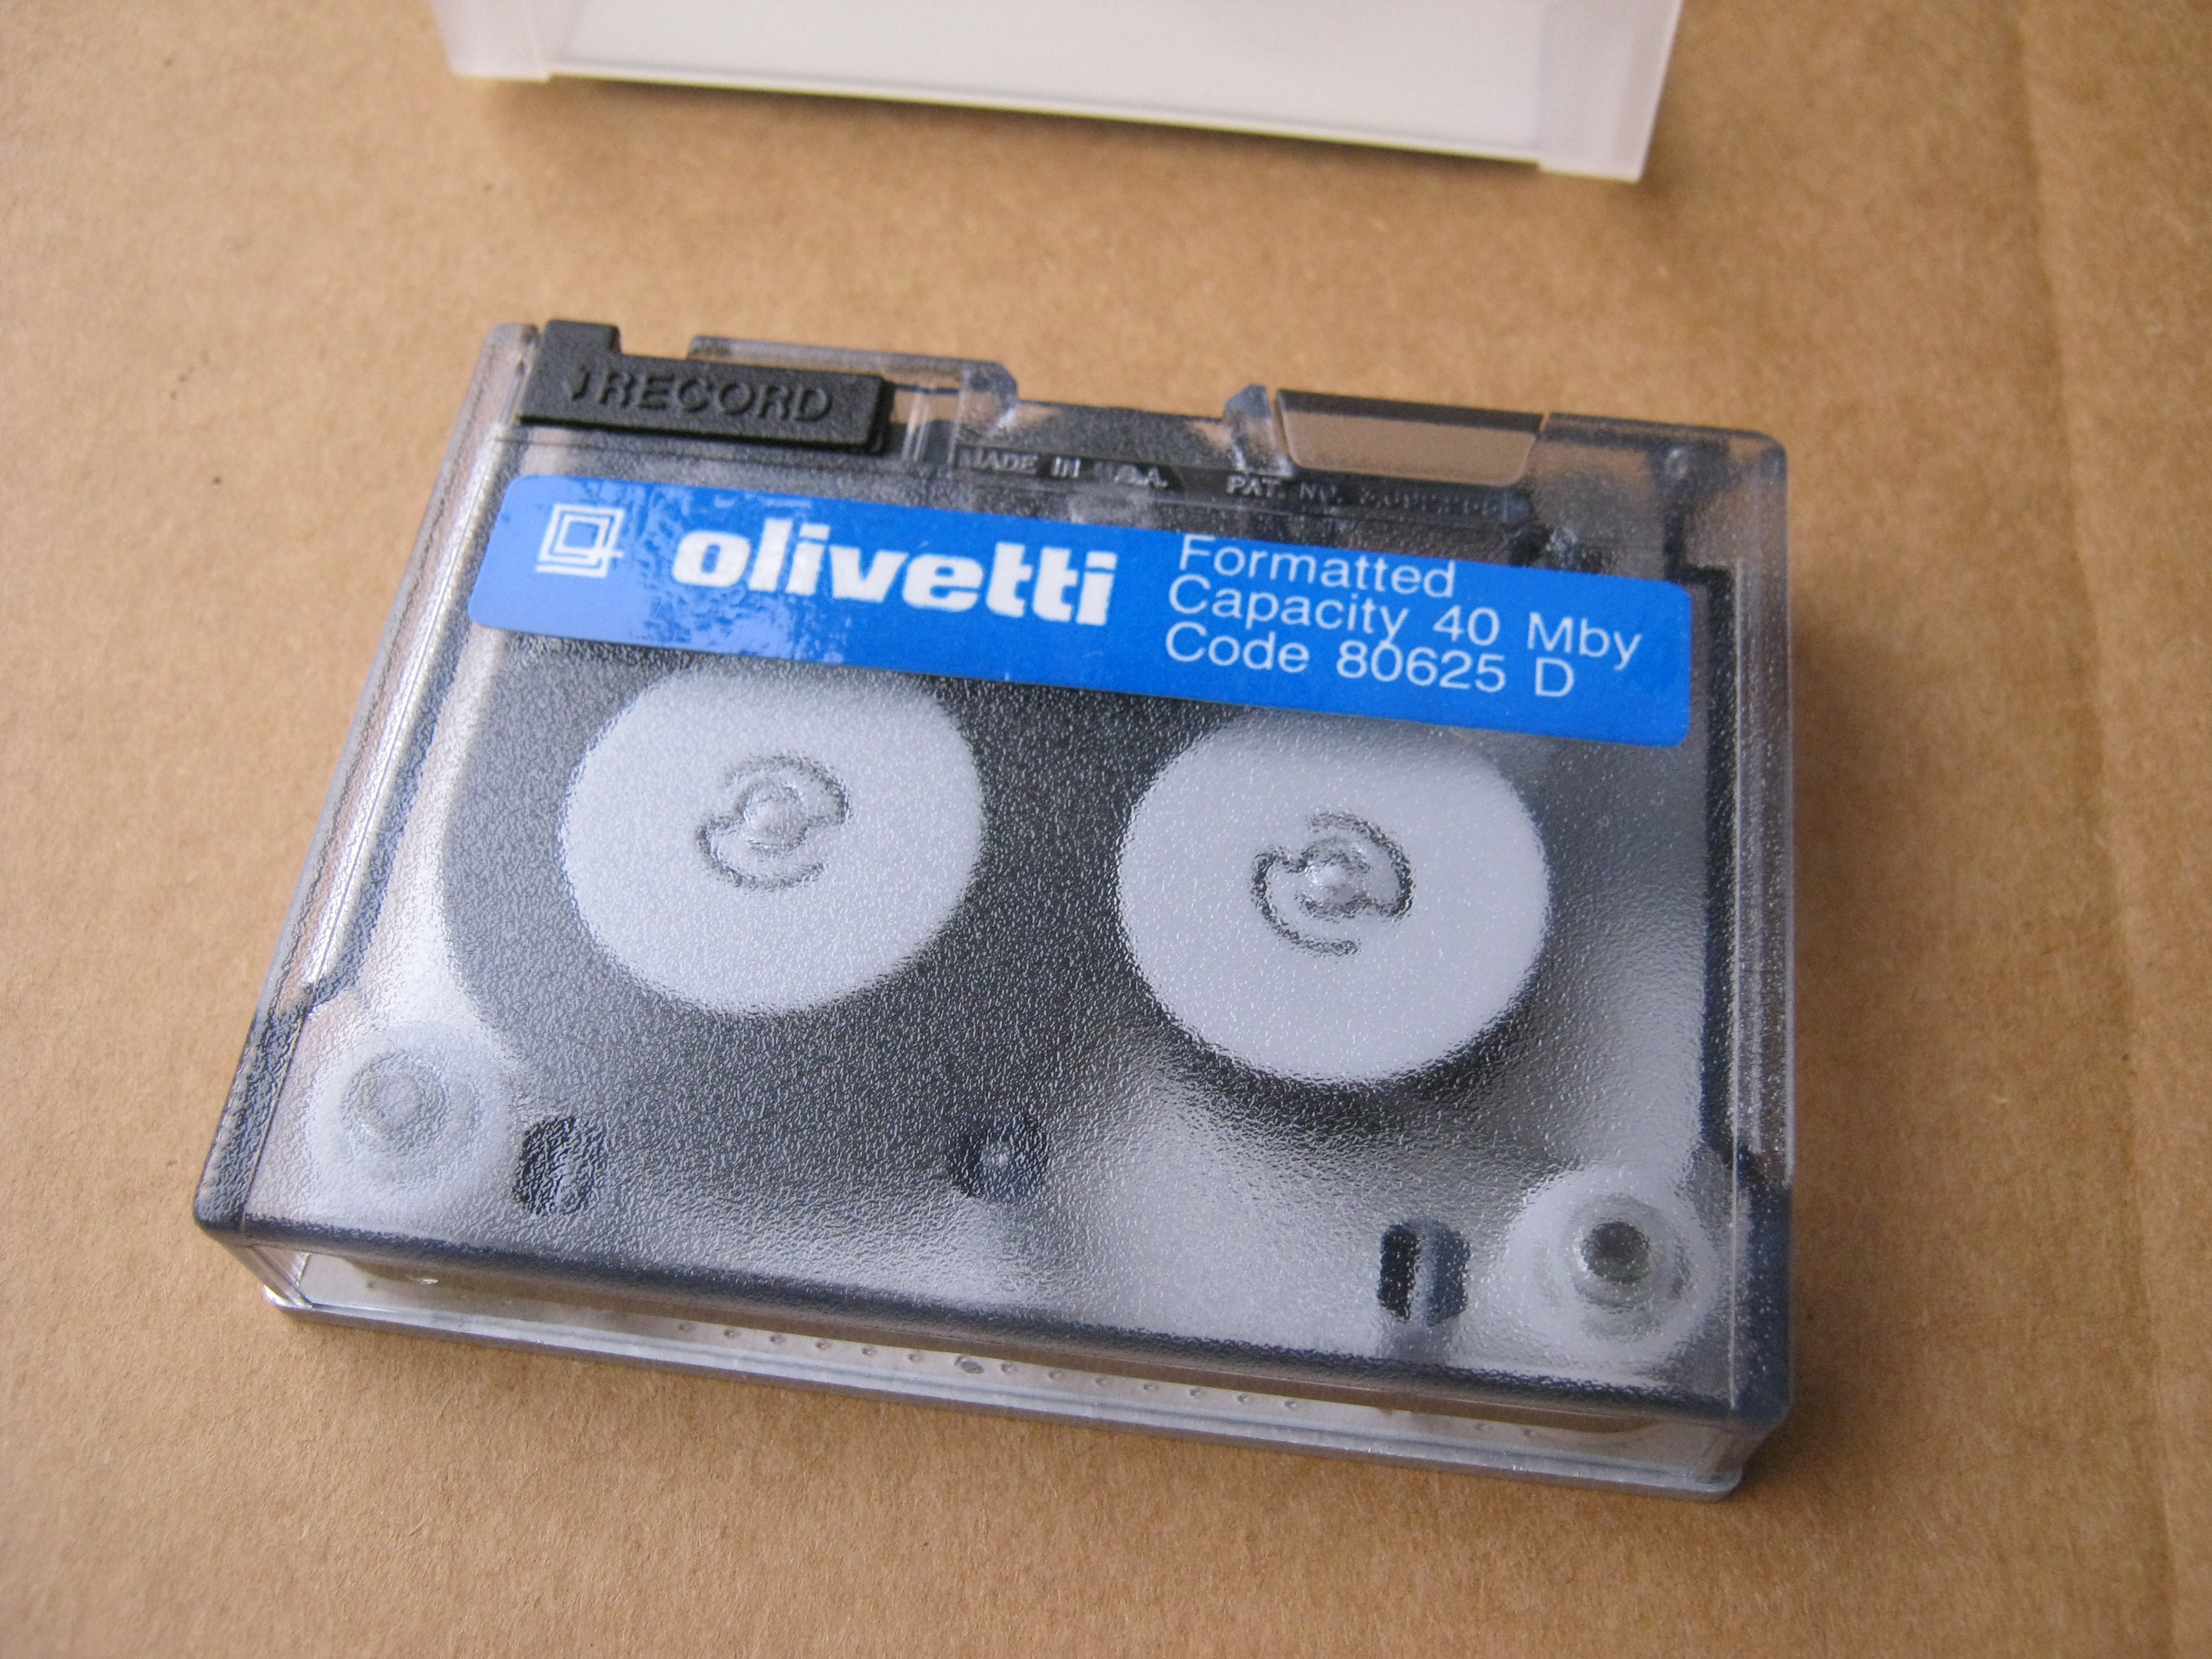 RECORD
MADE IN U.S.A. PAT. NO.
olivetti
Formatted
Capacity 40 Mby
Code 80625 D